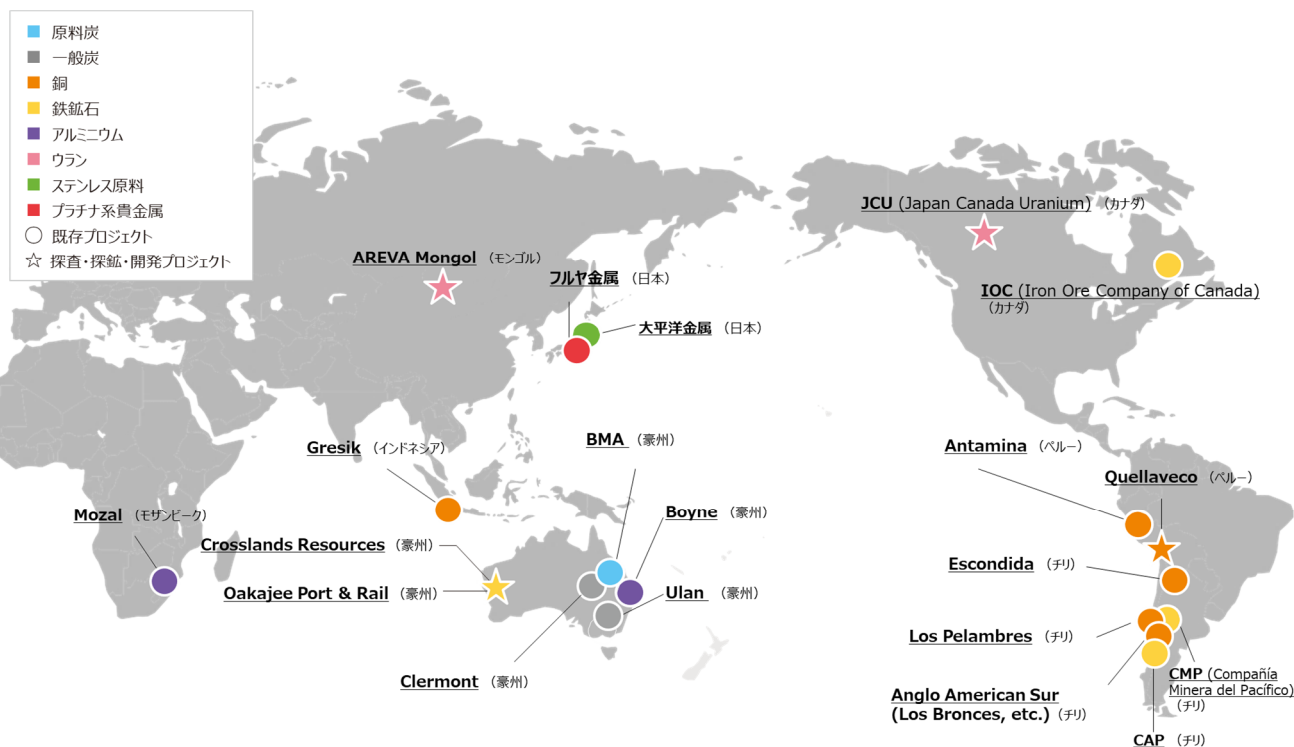 原料炭
一般炭
銅
鉄鉱石
アルミニウム
ウラン
ステンレス原料
プラチナ系貴金属
既存プロジェクト
探査・探鉱・開発プロジェクト
JCU (Japan Canada Uranium) (カナダ)
AREVA Mongol (モンゴル)
フルヤ金属 (日本)
IOC (Iron Ore Company of Canada)
(カナダ)
大平洋金属 (日本)
BMA (豪州)
Gresik (インドネシア)
Antamina (ペルー)
Quellaveco (ペルー)
Mozal (モザンビーク)
Boyne (豪州)
Crosslands Resources (豪州)
Escondida (チリ)
Oakajee Port & Rail (豪州)
Ulan (豪州)
Los Pelambres (チリ)
Clermont (豪州)
CMP (Compañía
Minera del Pacífico)
(チリ)
Anglo American Sur
(Los Bronces, etc.) (チリ)
CAP (チリ)